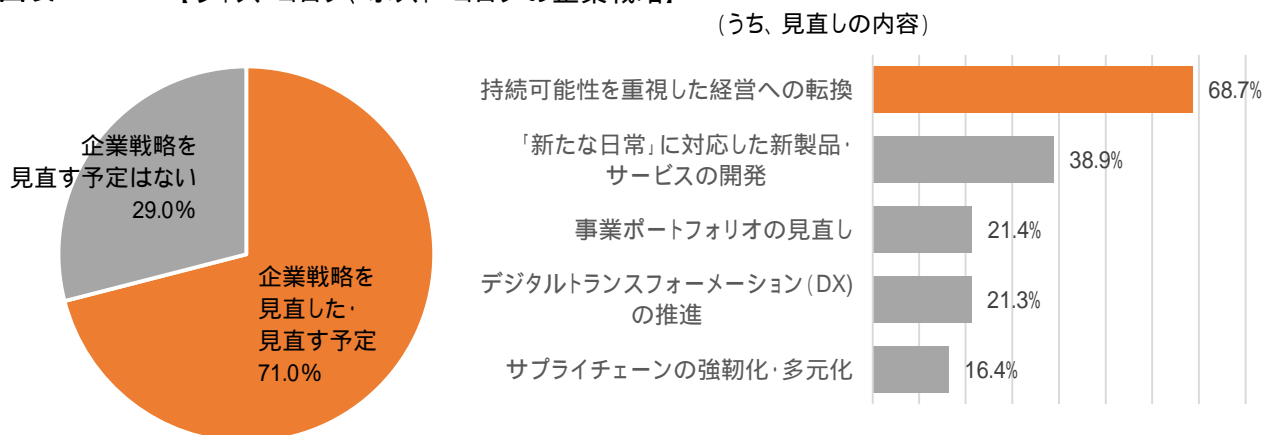 (うち、見直しの内容)
企業戦略を
見直す予定はない
29.0%
企業戦略を
見直した・
見直す予定
71.0%
持続可能性を重視した経営への転換
68.7%
「新たな日常」に対応した新製品・
サービスの開発
38.9%
事業ポートフォリオの見直し
21.4%
デジタルトランスフォーメーション(DX)
の推進
21.3%
サプライチェーンの強靭化・多元化
16.4%